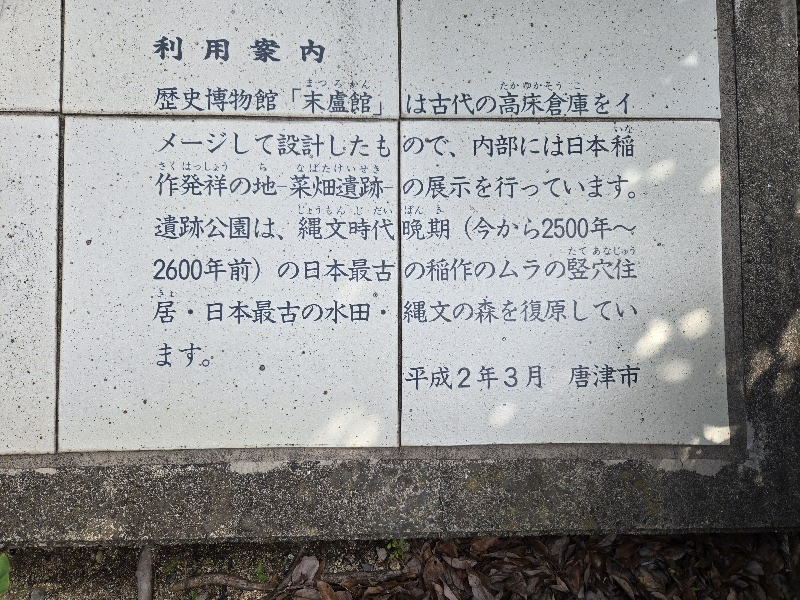 利用案内
歴史博物館「末盧館」は古代の高床倉庫をイ
メージして設計したもので、内部には日本稲
作発祥の地-菜畑遺跡-の展示を行っています。
遺跡公園は、縄文時代晩期（今から2500年〜
2600年前）の日本最古の稲作のムラの竪穴住
居・日本最古の水田・縄文の森を復原してい
ます。
平成2年3月 唐津市